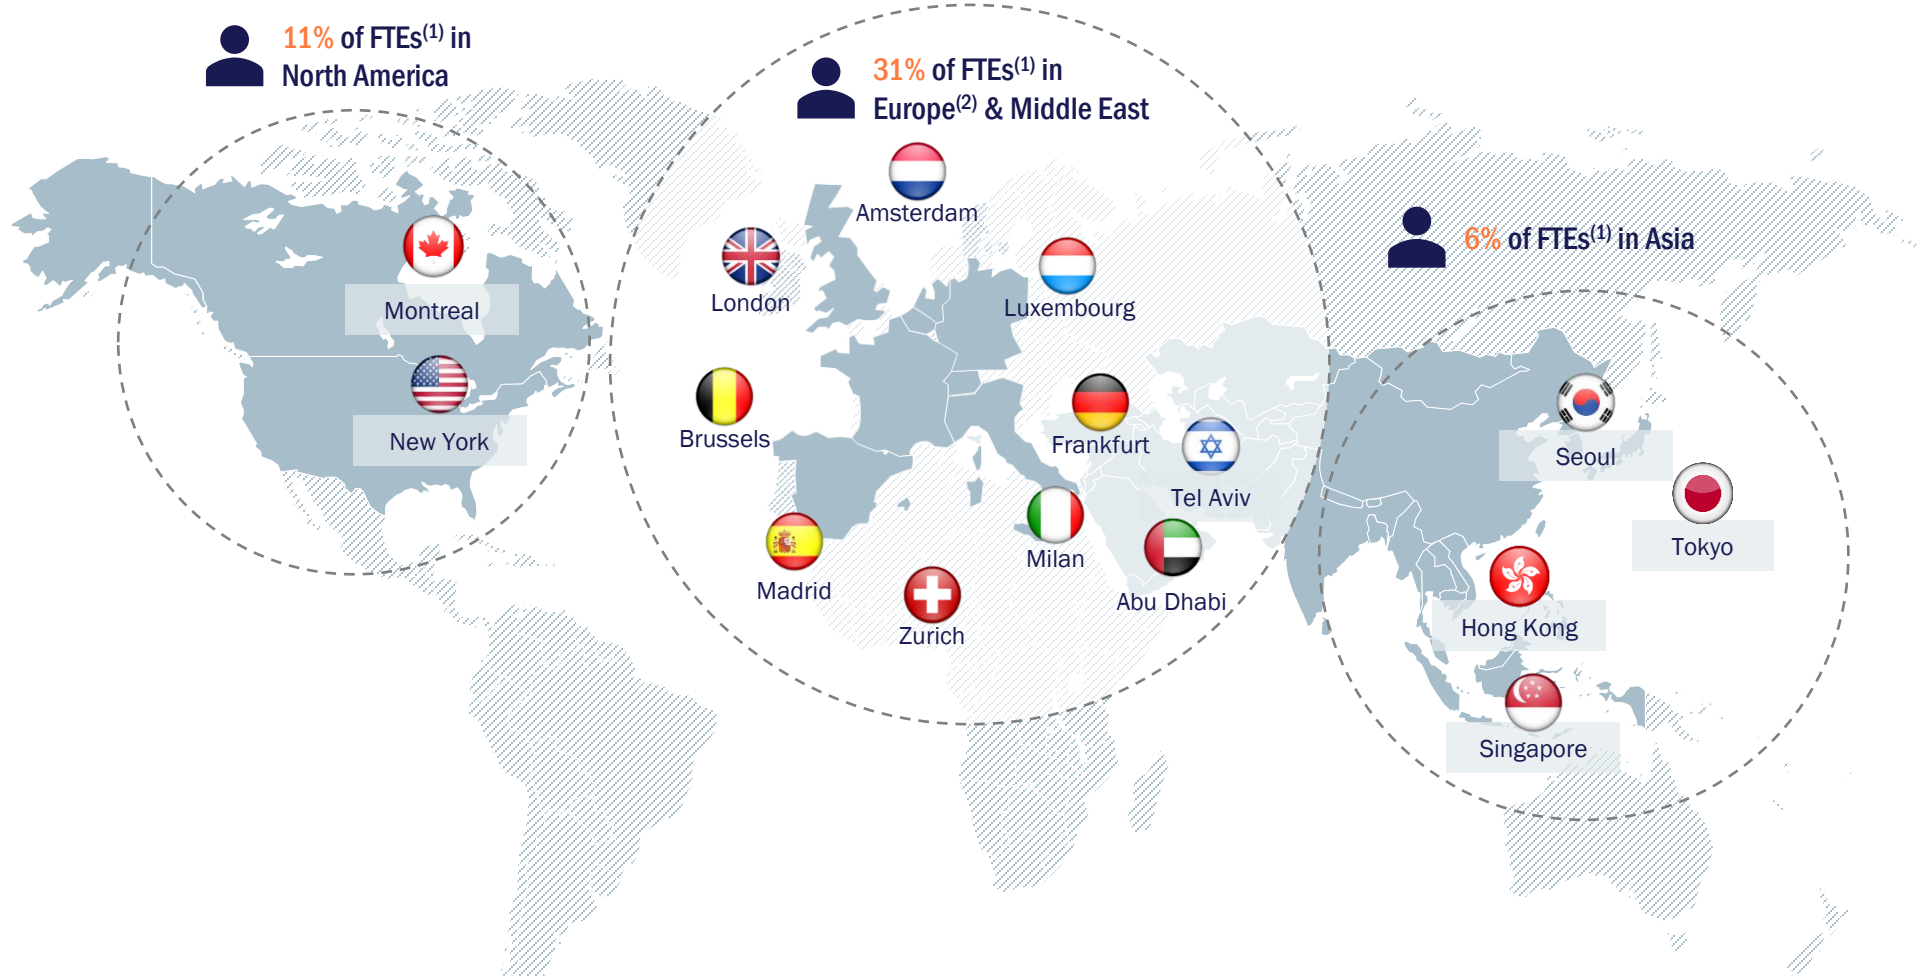 11% of FTEs(1) in
North America
31% of FTEs(1) in
Europe(2) & Middle East
6% of FTEs(1) in Asia
Montreal
New York
Amsterdam
London
Luxembourg
Brussels
Frankfurt
Tel Aviv
Milan
Madrid
Abu Dhabi
Zurich
Seoul
Tokyo
Hong Kong
Singapore